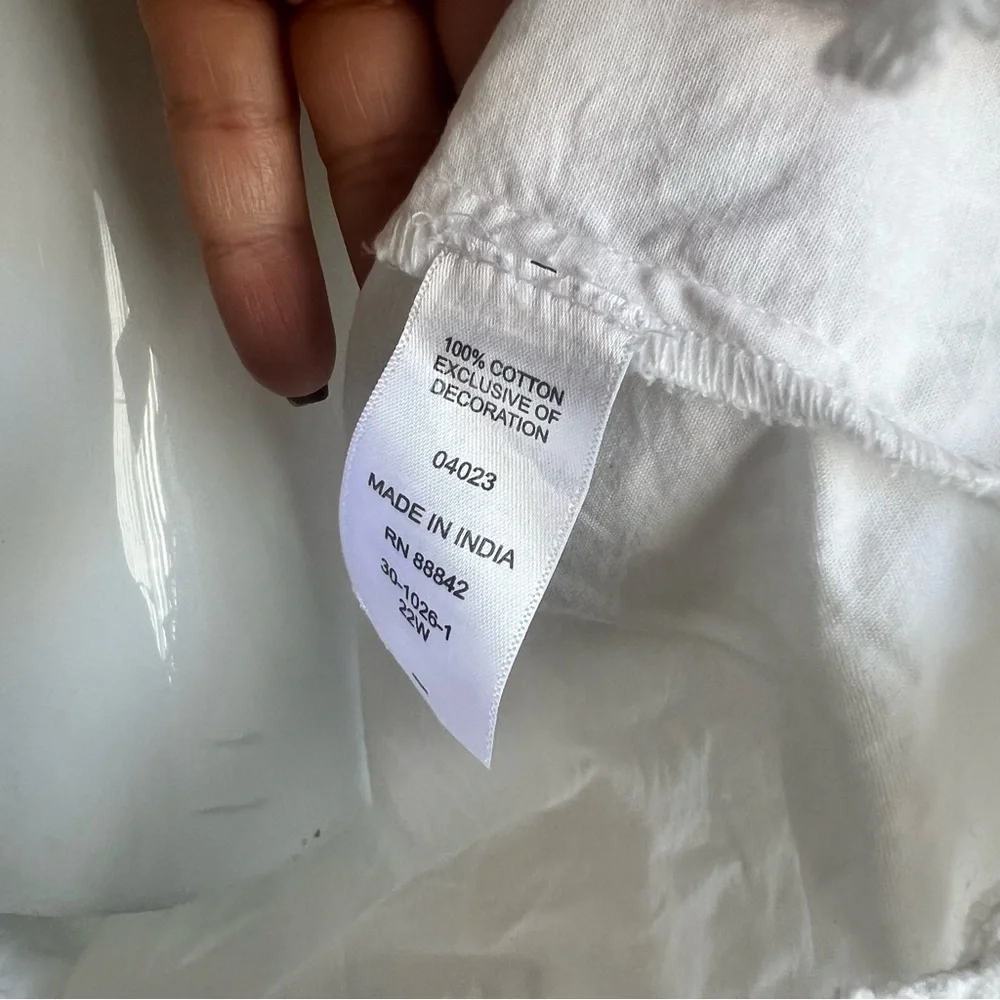 100% COTTON
EXCLUSIVE OF
DECORATION
04023
MADE IN INDIA
RN 88842
30-1026-1
22W